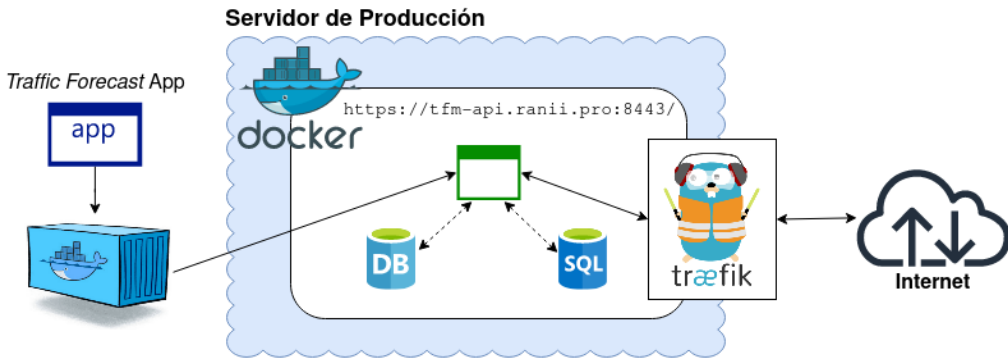 Servidor de Producción
Traffic Forecast App
app
docker
https://tfm-api.ranii.pro:8443/
DB
SQL
træfik
Internet